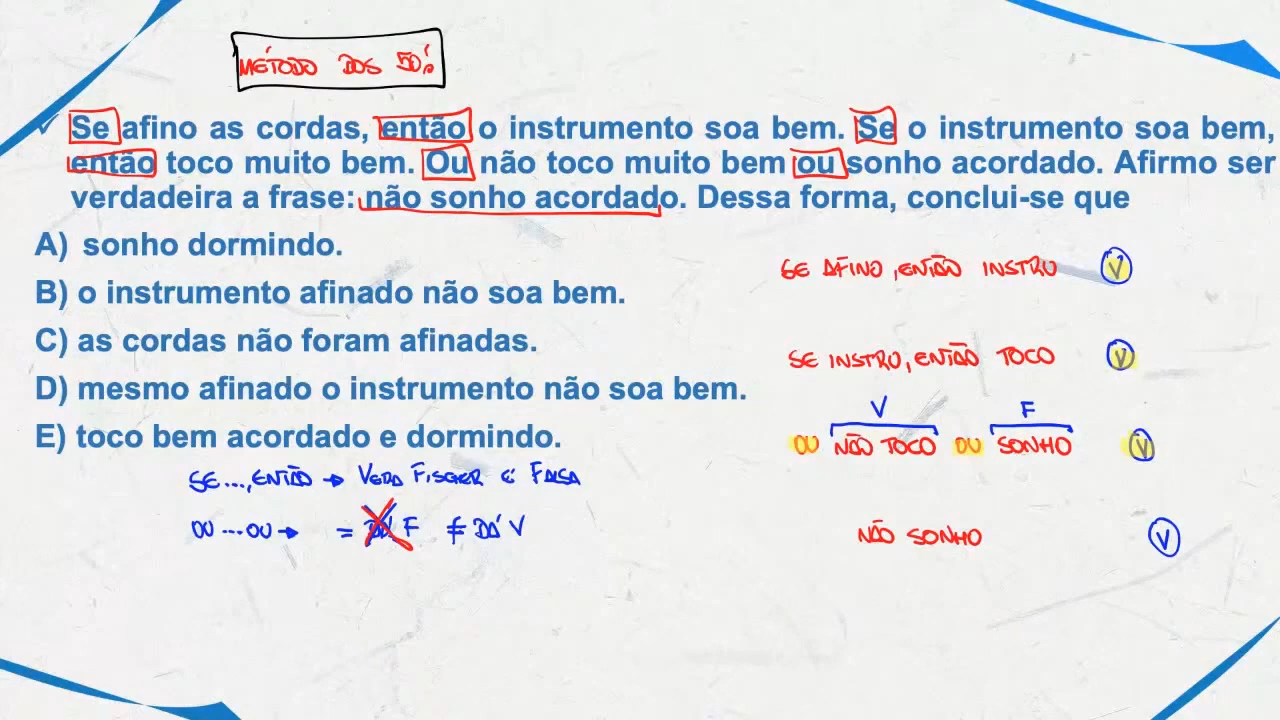 MÉTODO DOS 50%
Se afino as cordas, então o instrumento soa bem. Se o instrumento soa bem,
então toco muito bem. Ou não toco muito bem ou sonho acordado. Afirmo ser
verdadeira a frase: não sonho acordado. Dessa forma, conclui-se que
A) sonho dormindo.
B) o instrumento afinado não soa bem.
C) as cordas não foram afinadas.
D) mesmo afinado o instrumento não soa bem.
E) toco bem acordado e dormindo.
SE ..., ENTÃO → VERA FISCHER É FALSA
OU ... OU → = DÁ F ≠ DÁ V
SE AFINO, ENTÃO INSTRU V
SE INSTRU, ENTÃO TOCO V
V F
OU NÃO TOCO OU SONHO V
NÃO SONHO V